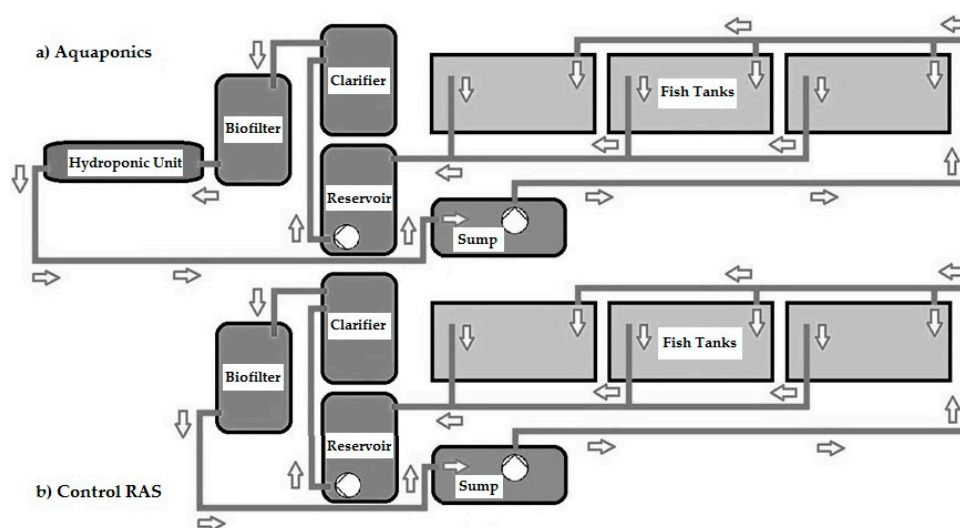 a) Aquaponics
Clarifier
Fish Tanks
Biofilter
Hydroponic Unit
Reservoir
Sump
Clarifier
Fish Tanks
Biofilter
Reservoir
Sump
b) Control RAS